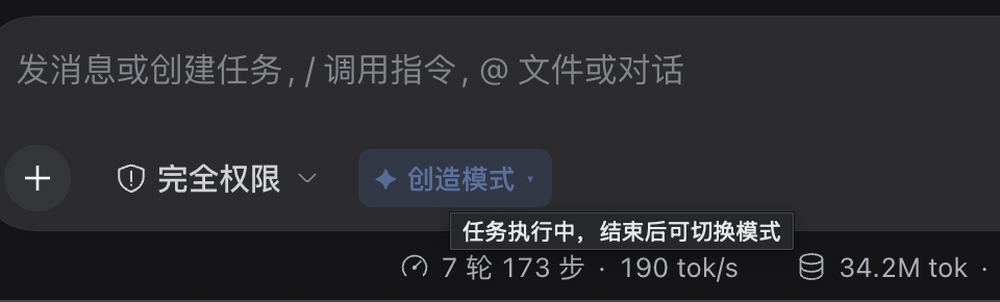 发消息或创建任务, / 调用指令, @ 文件或对话
完全权限 创造模式
任务执行中，结束后可切换模式
7 轮 173 步 · 190 tok/s 34.2M tok ·